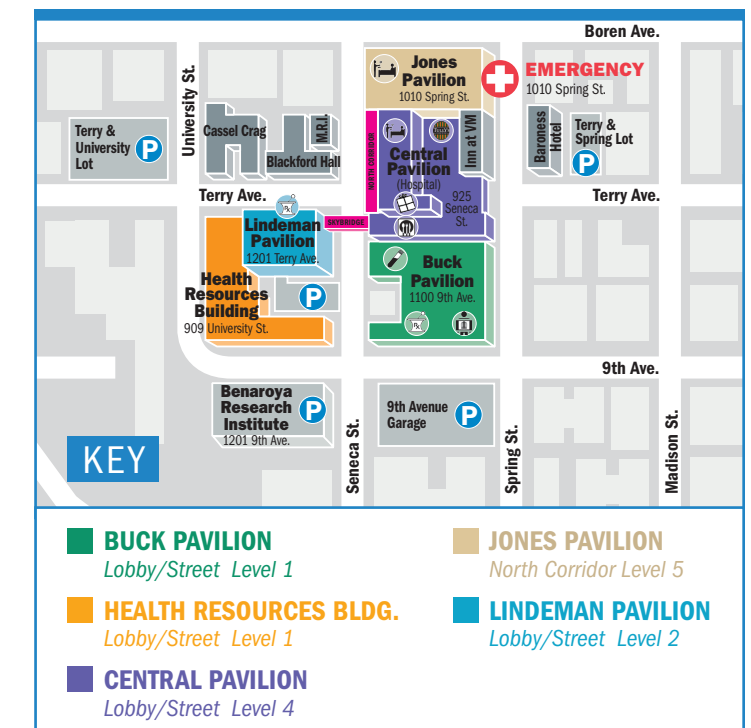 Boren Ave.
Jones
Pavilion
1010 Spring St.
EMERGENCY
1010 Spring St.
University St.
Terry &
University
Lot
P
Cassel Crag
M.R.I.
Blackford Hall
NORTH CORRIDOR
Central
Pavilion
(Hospital)
925
Seneca
St.
Inn at VM
Baroness
Hotel
Terry &
Spring Lot
P
Terry Ave.
Terry Ave.
Rx
SKYBRIDGE
Lindeman
Pavilion
1201 Terry Ave.
Health
Resources
Building
909 University St.
P
Buck
Pavilion
1100 9th Ave.
Rx
9th Ave.
Benaroya
Research
Institute
1201 9th Ave.
P
9th Avenue
Garage
P
Seneca St.
Spring St.
Madison St.
KEY
BUCK PAVILION
Lobby/Street Level 1
HEALTH RESOURCES BLDG.
Lobby/Street Level 1
CENTRAL PAVILION
Lobby/Street Level 4
JONES PAVILION
North Corridor Level 5
LINDEMAN PAVILION
Lobby/Street Level 2